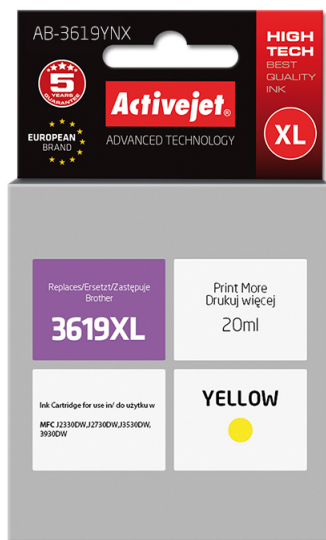 AB-3619YNX
HIGH
TECH
BEST
QUALITY
INK
5
YEARS
GUARANTEE
Activejet®
EUROPEAN
BRAND
ADVANCED TECHNOLOGY
XL
Replaces/Ersetzt/Zastępuje
Brother
3619XL
Print More
Drukuj więcej
20ml
Ink Cartridge for use in/ do użytku w
MFC J2330DW,J2730DW,J3530DW,
3930DW
YELLOW